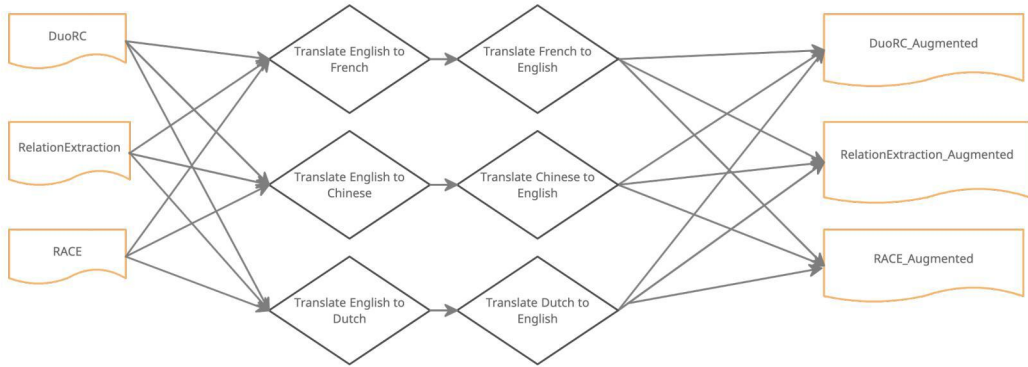 DuoRC
Translate English to
French
Translate French to
English
DuoRC_Augmented
RelationExtraction
Translate English to
Chinese
Translate Chinese to
English
RelationExtraction_Augmented
RACE
Translate English to
Dutch
Translate Dutch to
English
RACE_Augmented